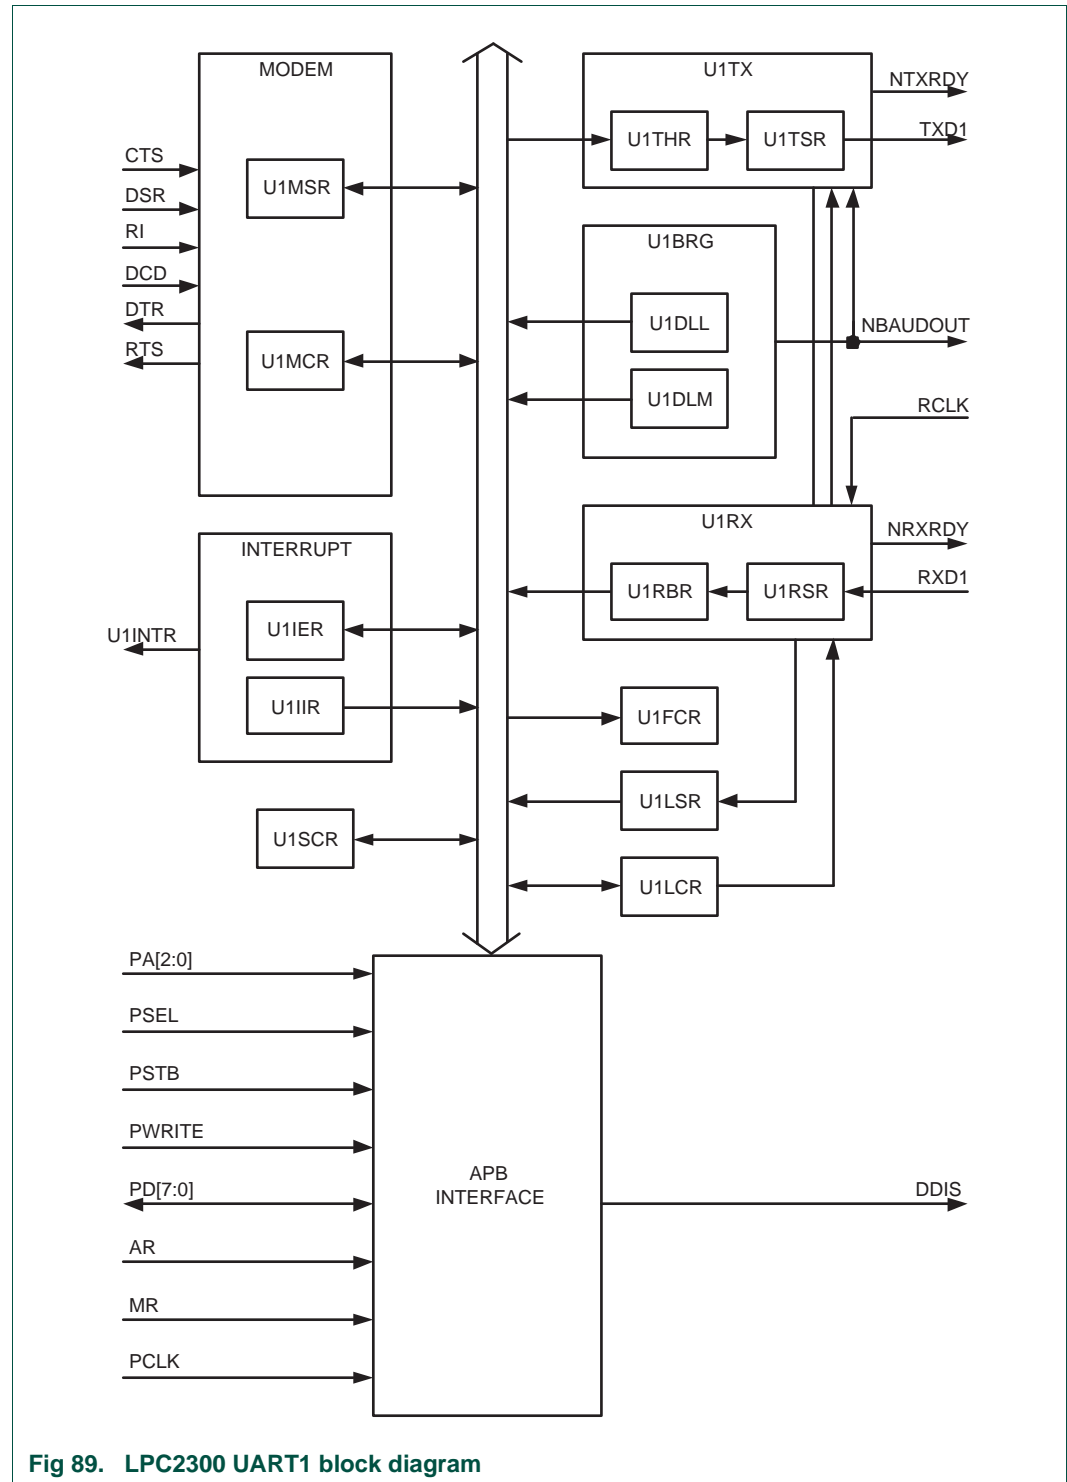 MODEM
U1TX
NTXRDY
CTS
U1MSR
U1THR
U1TSR
TXD1
DSR
RI
U1BRG
DCD
DTR
U1DLL
NBAUDOUT
RTS
U1MCR
U1DLM
RCLK
U1RX
NRXRDY
INTERRUPT
U1RBR
U1RSR
RXD1
U1INTR
U1IER
U1IIR
U1FCR
U1LSR
U1SCR
U1LCR
PA[2:0]
PSEL
PSTB
PWRITE
PD[7:0]
APB
INTERFACE
DDIS
AR
MR
PCLK
Fig 89. LPC2300 UART1 block diagram